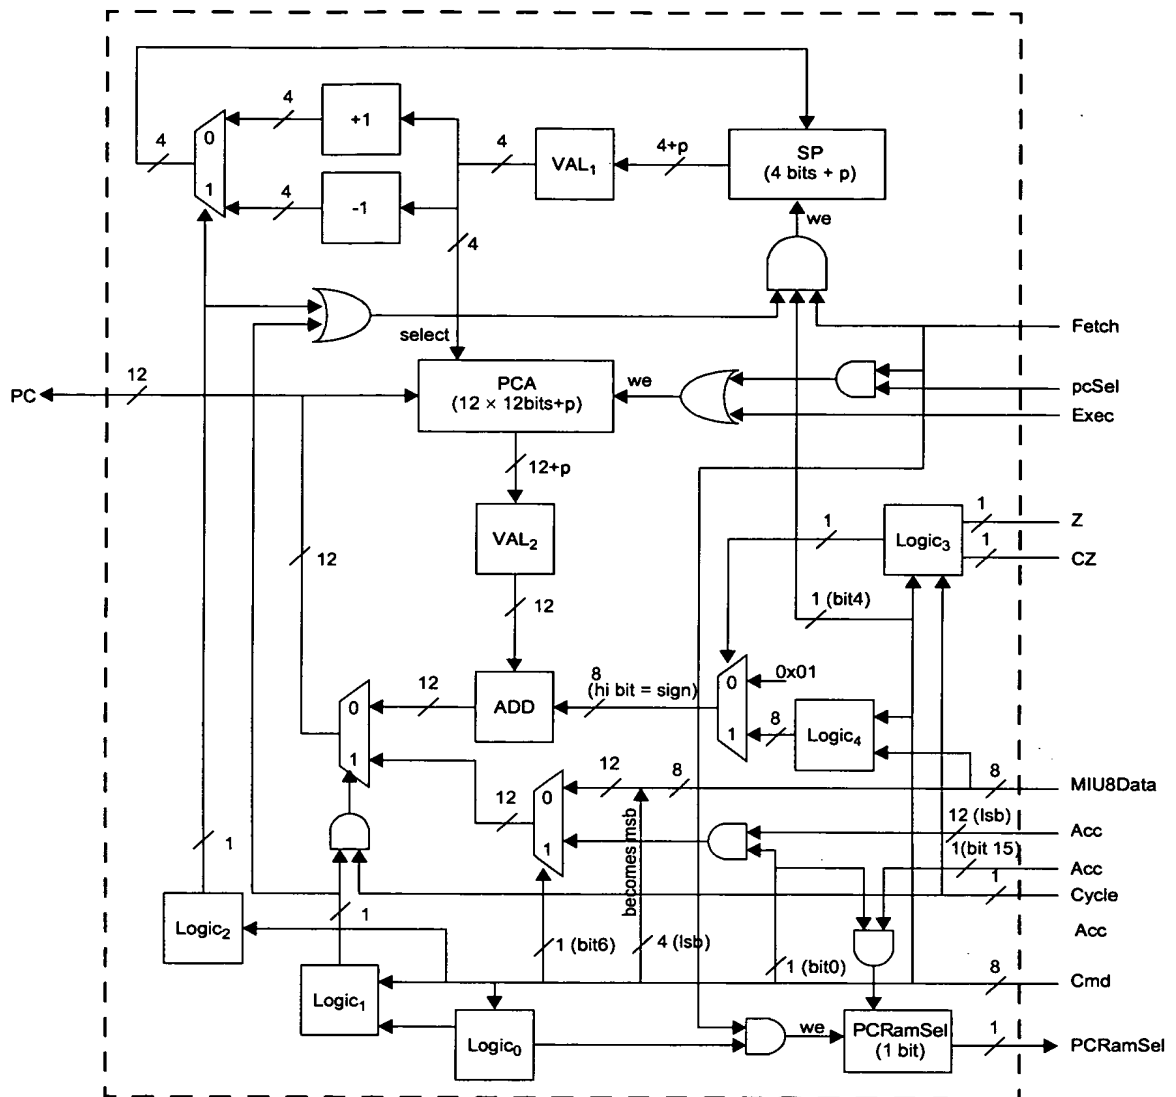 4
+1
4
0
1
4
-1
4
VAL₁
4+p
SP
(4 bits + p)
we
4
select
Fetch
PC
12
PCA
(12 × 12bits+p)
we
pcSel
Exec
12+p
VAL₂
12
12
1
Logic₃
1
Z
1
CZ
1 (bit4)
0
1
12
ADD
8
(hi bit = sign)
0
1
0x01
8
Logic₄
12
0
1
12
8
8
MIU8Data
becomes msb
12 (lsb)
Acc
1(bit 15)
Acc
1
Cycle
Acc
1
Logic₂
1
1 (bit6)
4 (lsb)
1 (bit0)
8
Cmd
Logic₁
Logic₀
we
PCRamSel
(1 bit)
1
PCRamSel